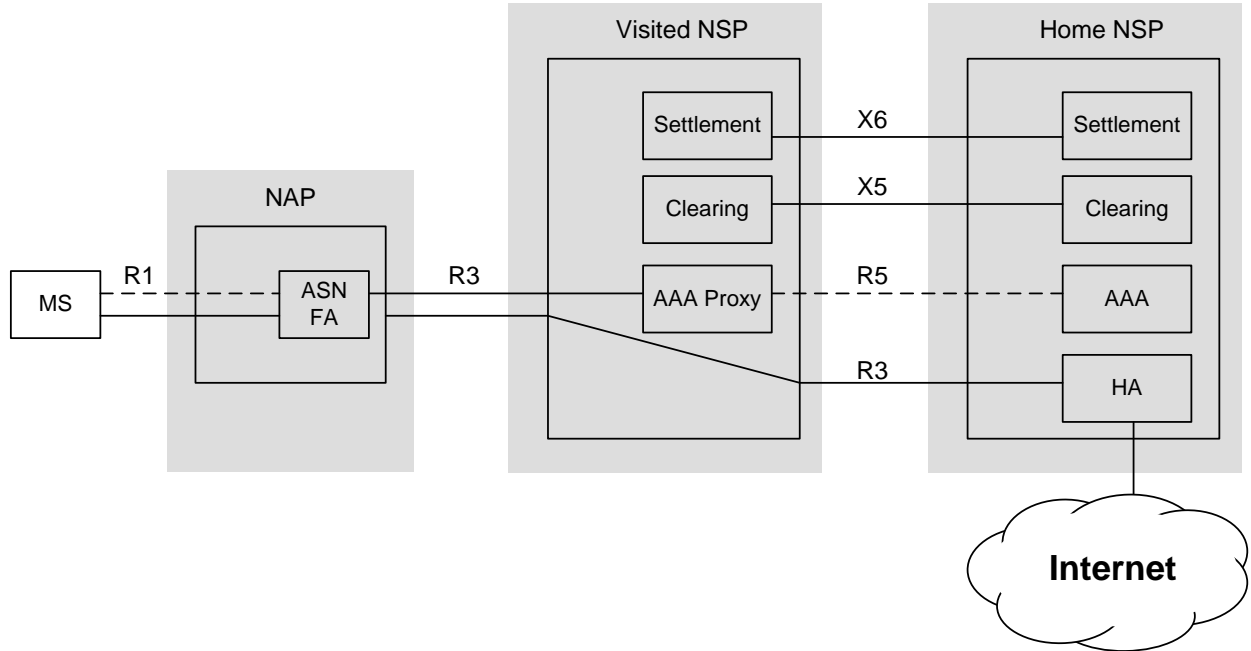 Visited NSP
Home NSP
Settlement
X6
Settlement
NAP
Clearing
X5
Clearing
MS
R1
ASN
FA
R3
AAA Proxy
R5
AAA
R3
HA
Internet